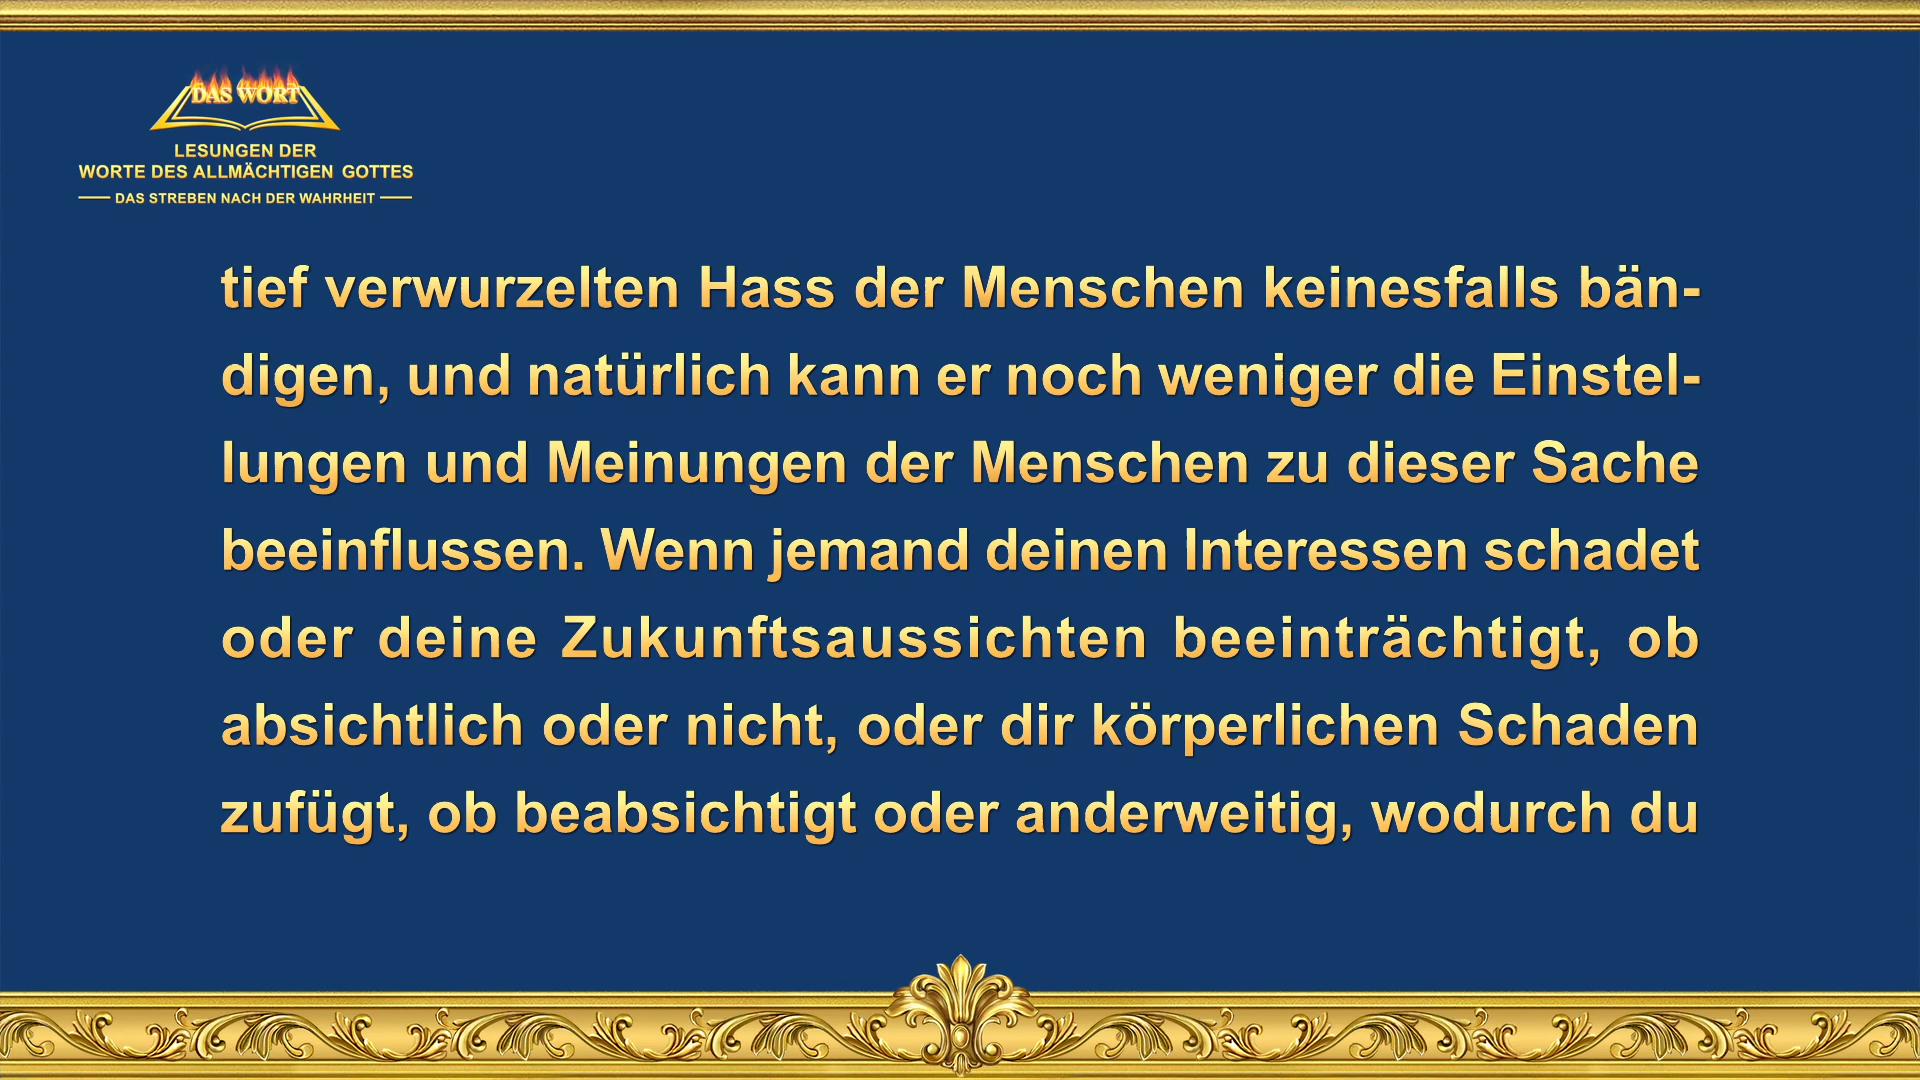 DAS WORT
LESUNGEN DER
WORTE DES ALLMÄCHTIGEN GOTTES
DAS STREBEN NACH DER WAHRHEIT
tief verwurzelten Hass der Menschen keinesfalls bän-
digen, und natürlich kann er noch weniger die Einstel-
lungen und Meinungen der Menschen zu dieser Sache
beeinflussen. Wenn jemand deinen Interessen schadet
oder deine Zukunftsaussichten beeinträchtigt, ob
absichtlich oder nicht, oder dir körperlichen Schaden
zufügt, ob beabsichtigt oder anderweitig, wodurch du